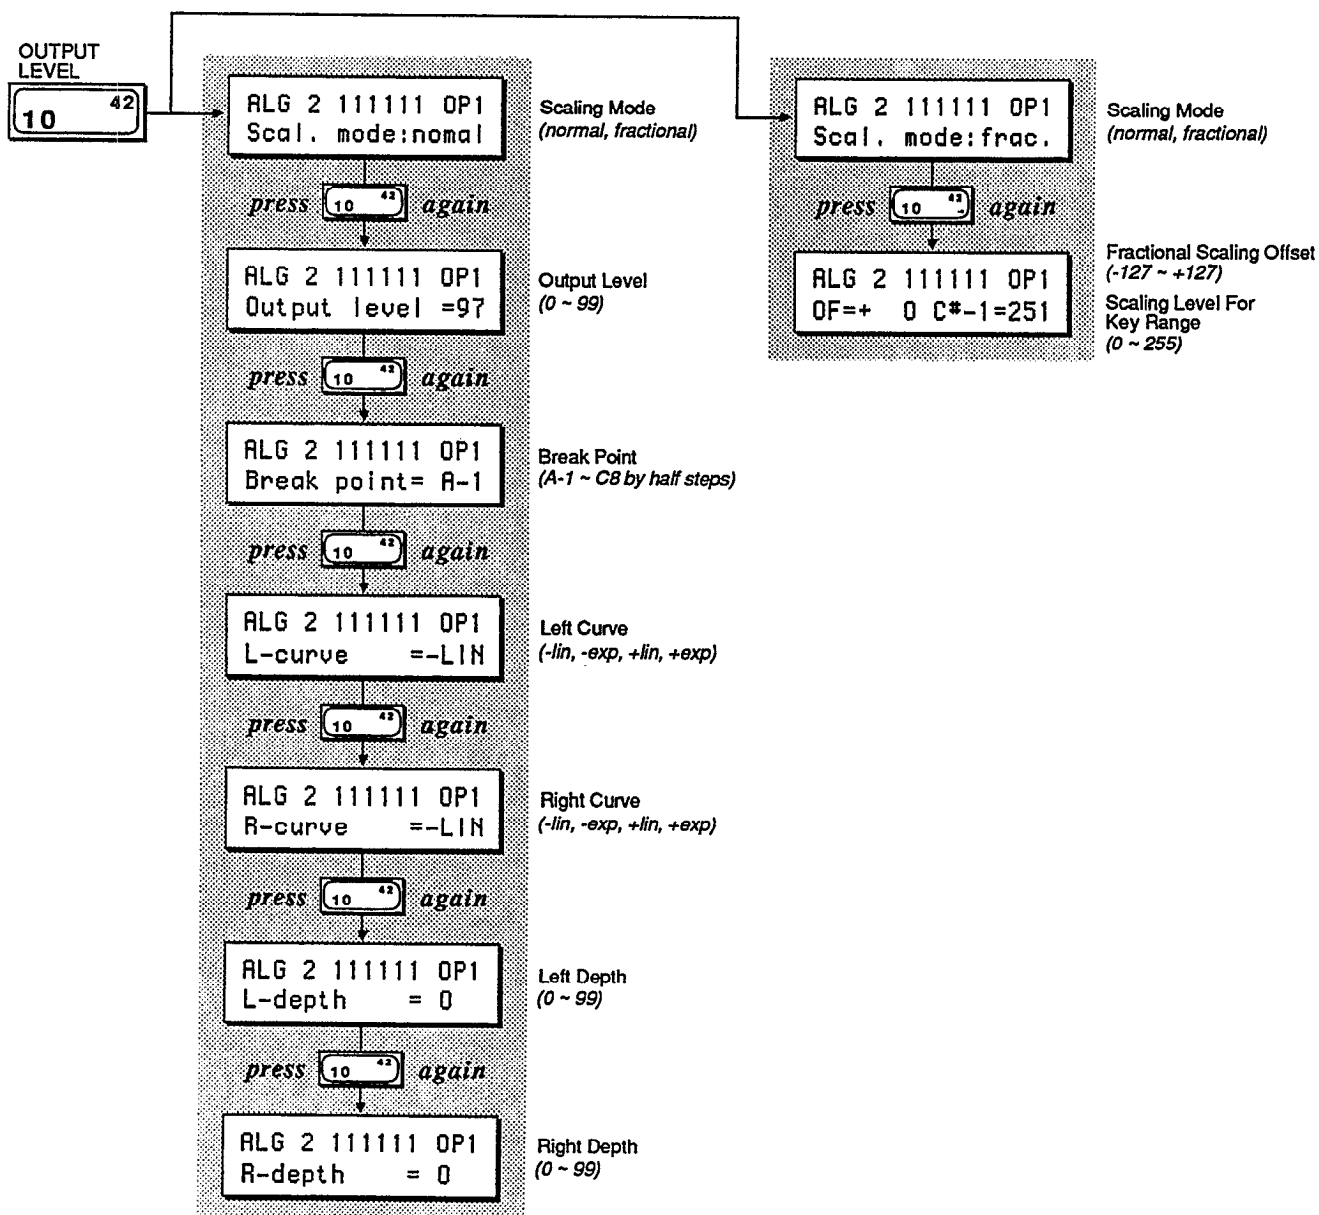 OUTPUT
LEVEL
10 42
ALG 2 111111 OP1
Scal. mode:nomal
Scaling Mode
(normal, fractional)
press 10 42 again
ALG 2 111111 OP1
Output level =97
Output Level
(0 ~ 99)
press 10 42 again
ALG 2 111111 OP1
Break point= A-1
Break Point
(A-1 ~ C8 by half steps)
press 10 42 again
ALG 2 111111 OP1
L-curve =-LIN
Left Curve
(-lin, -exp, +lin, +exp)
press 10 42 again
ALG 2 111111 OP1
R-curve =-LIN
Right Curve
(-lin, -exp, +lin, +exp)
press 10 42 again
ALG 2 111111 OP1
L-depth = 0
Left Depth
(0 ~ 99)
press 10 42 again
ALG 2 111111 OP1
R-depth = 0
Right Depth
(0 ~ 99)
ALG 2 111111 OP1
Scal. mode:frac.
Scaling Mode
(normal, fractional)
press 10 42 again
ALG 2 111111 OP1
OF=+ 0 C#-1=251
Fractional Scaling Offset
(-127 ~ +127)
Scaling Level For
Key Range
(0 ~ 255)